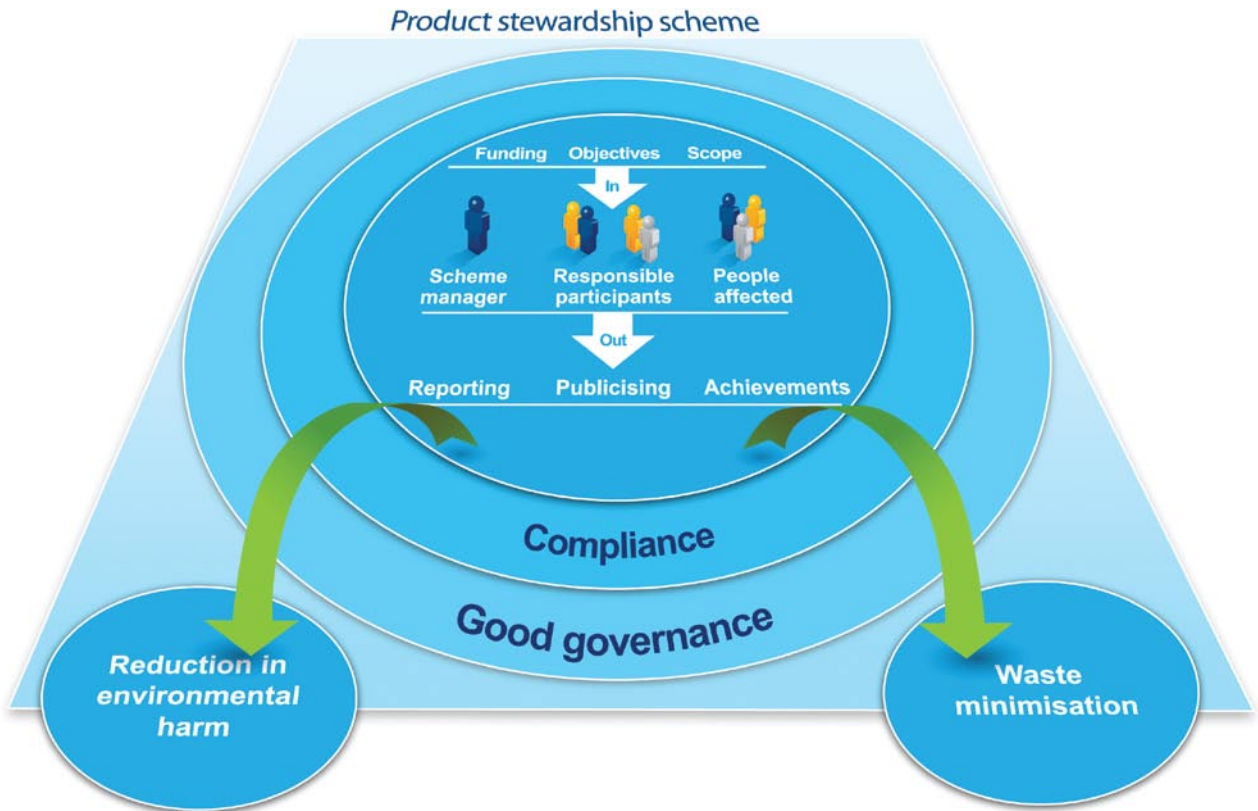 Product stewardship scheme
Funding Objectives Scope
In
Scheme manager
Responsible participants
People affected
Out
Reporting Publicising Achievements
Compliance
Good governance
Reduction in
environmental
harm
Waste
minimisation